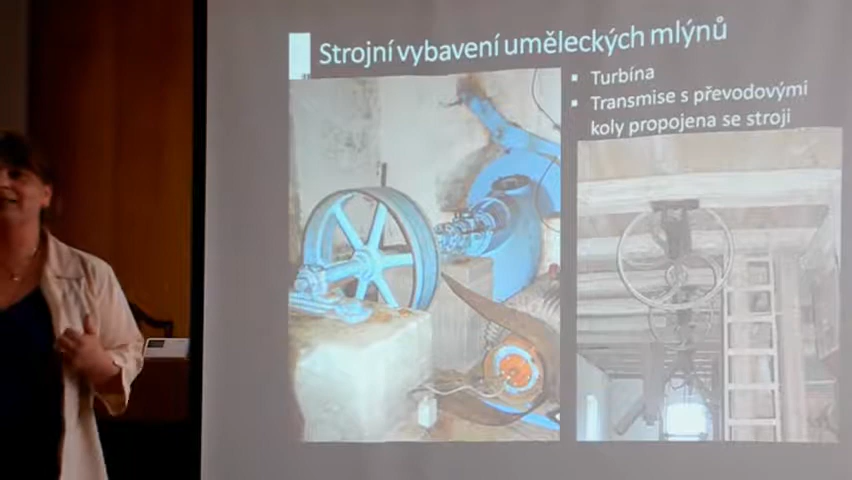 Strojní vybavení uměleckých mlýnů
Turbína
Transmise s převodovými
koly propojena se stroji